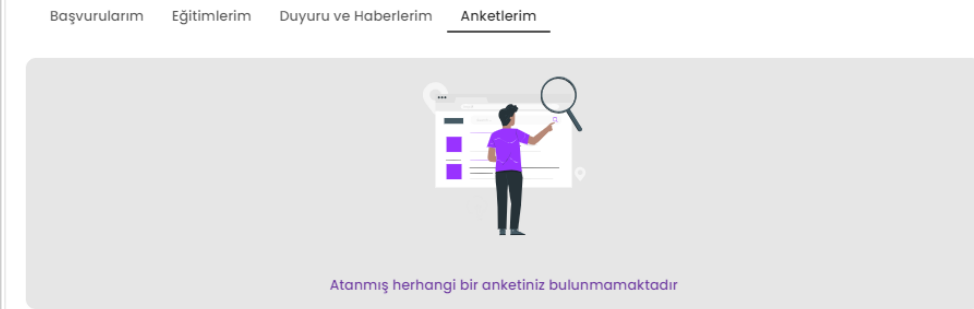 Başvurularım Eğitimlerim Duyuru ve Haberlerim Anketlerim
Atanmış herhangi bir anketiniz bulunmamaktadır